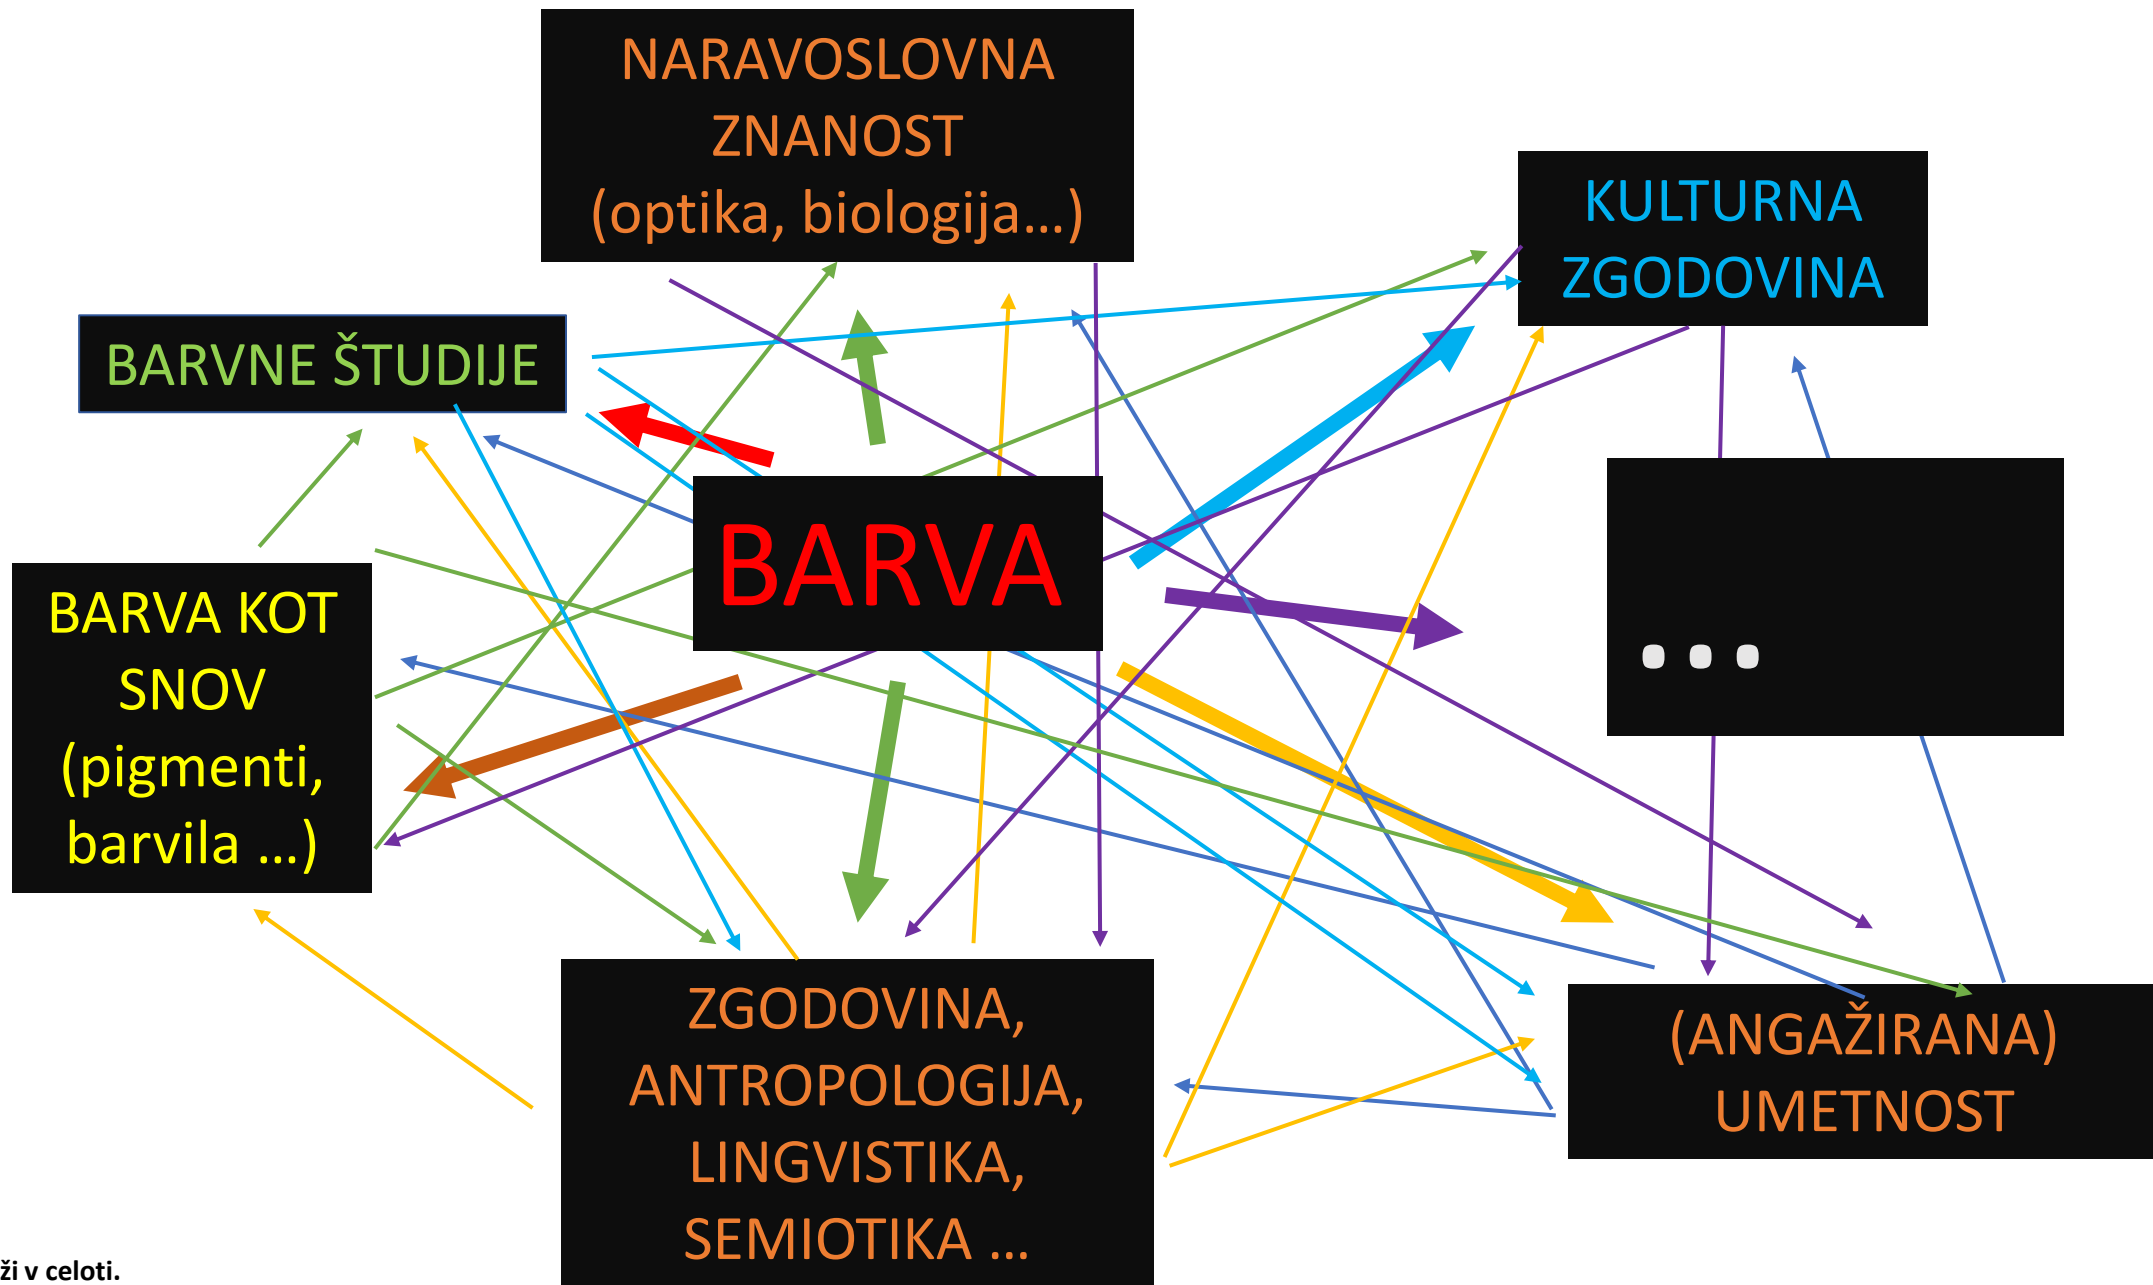 NARAVOSLOVNA
ZNANOST
(optika, biologija...)
KULTURNA
ZGODOVINA
BARVNE ŠTUDIJE
BARVA
BARVA KOT
SNOV
(pigmenti,
barvila ...)
...
ZGODOVINA,
ANTROPOLOGIJA,
LINGVISTIKA,
SEMIOTIKA ...
(ANGAŽIRANA)
UMETNOST
ži v celoti.